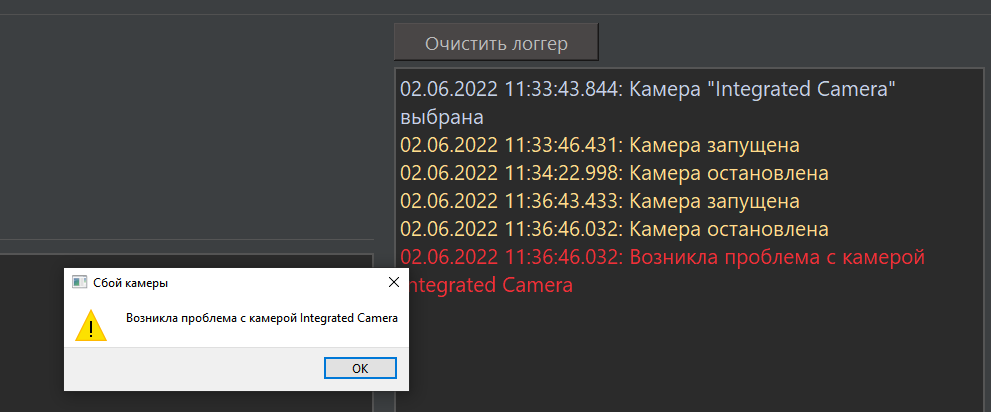 Очистить логгер
02.06.2022 11:33:43.844: Камера "Integrated Camera"
выбрана
02.06.2022 11:33:46.431: Камера запущена
02.06.2022 11:34:22.998: Камера остановлена
02.06.2022 11:36:43.433: Камера запущена
02.06.2022 11:36:46.032: Камера остановлена
02.06.2022 11:36:46.032: Возникла проблема с камерой
ntegrated Camera
Сбой камеры
Возникла проблема с камерой Integrated Camera
OK